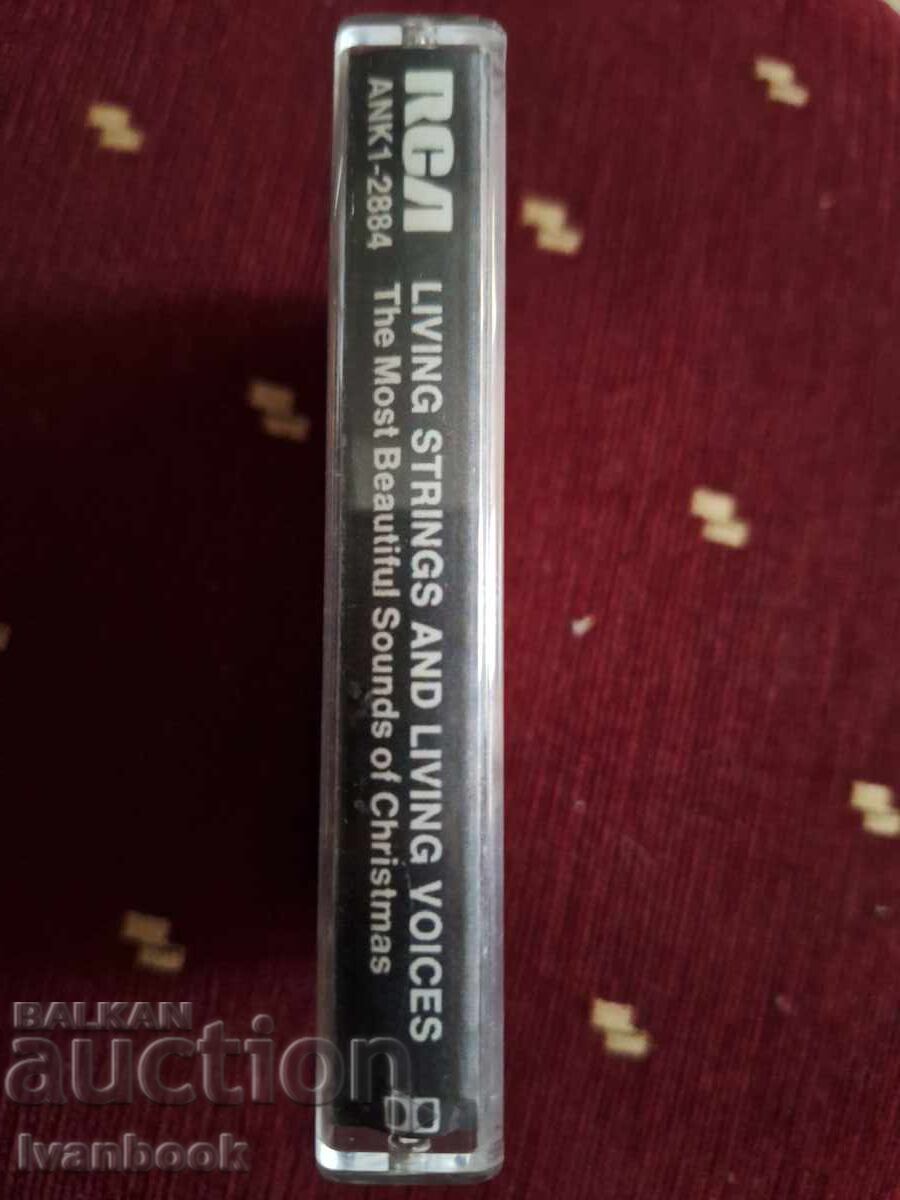 RCA
ANK1-2884
LIVING STRINGS AND LIVING VOICES
The Most Beautiful Sounds of Christmas
BALKAN
auction
Ivanbook